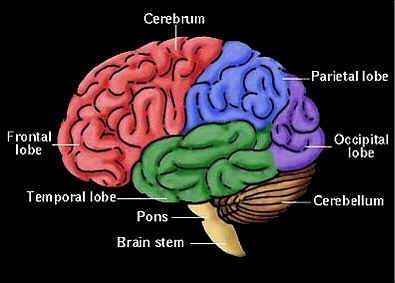 Cerebrum
Parietal lobe
Frontal
lobe
Occipital
lobe
Temporal lobe
Cerebellum
Pons
Brain stem